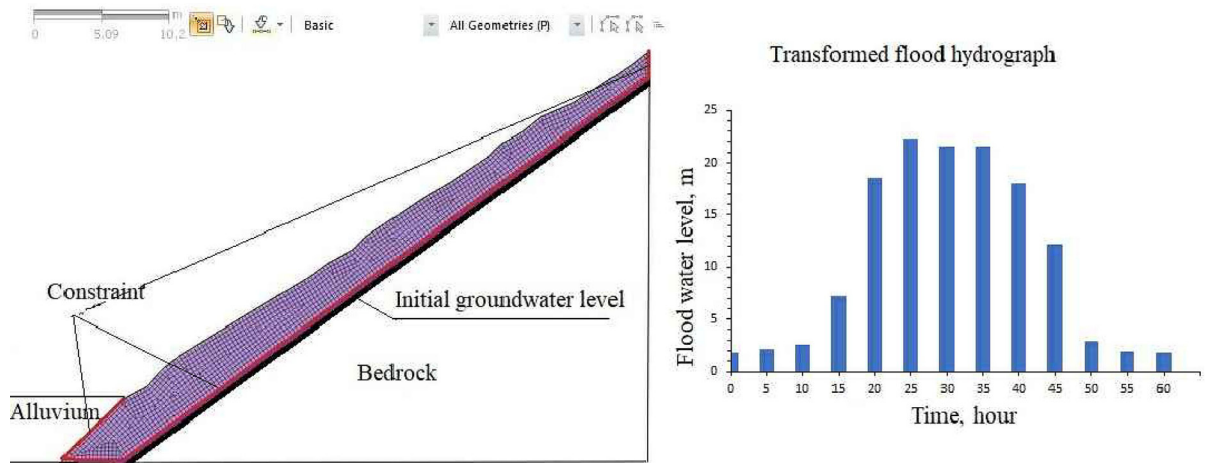 m
0 5.09 10,2
Basic
All Geometries (P)
Constraint
Initial groundwater level
Bedrock
Alluvium
Transformed flood hydrograph
Flood water level, m
25
20
15
10
5
0
0 5 10 15 20 25 30 35 40 45 50 55 60
Time, hour